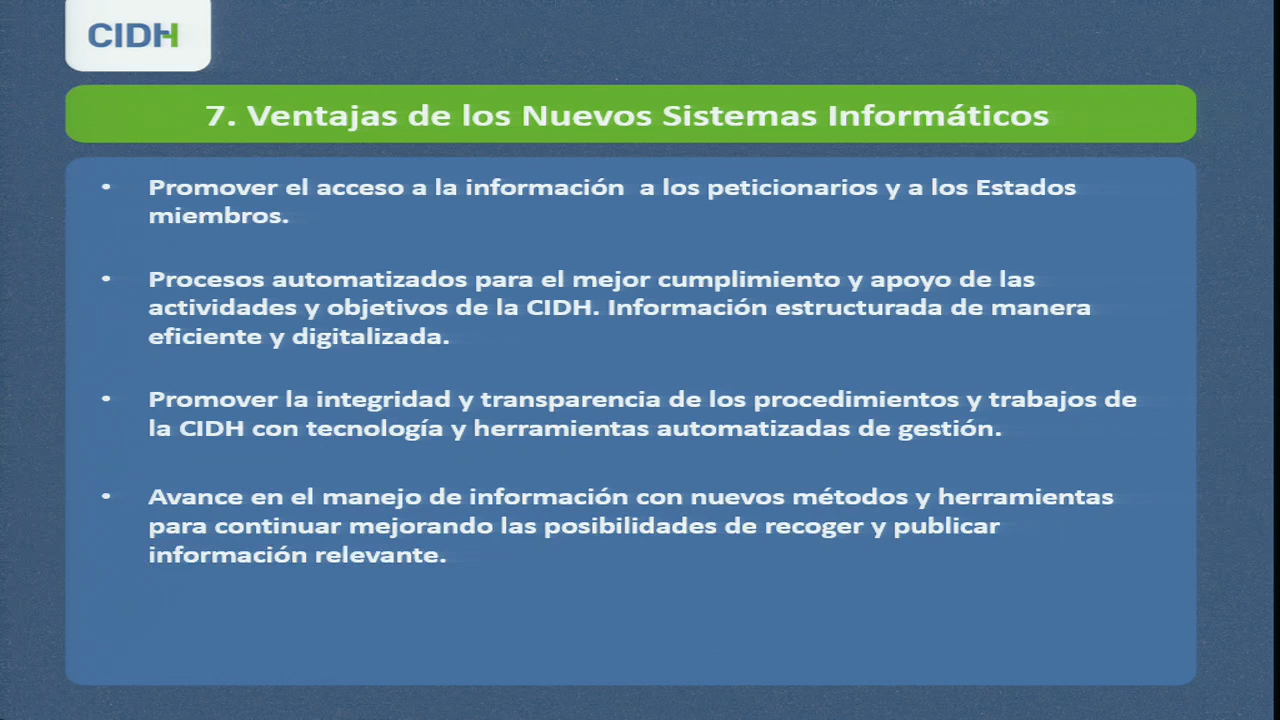 CIDH
7. Ventajas de los Nuevos Sistemas Informáticos
• Promover el acceso a la información a los peticionarios y a los Estados
miembros.
• Procesos automatizados para el mejor cumplimiento y apoyo de las
actividades y objetivos de la CIDH. Información estructurada de manera
eficiente y digitalizada.
• Promover la integridad y transparencia de los procedimientos y trabajos de
la CIDH con tecnología y herramientas automatizadas de gestión.
• Avance en el manejo de información con nuevos métodos y herramientas
para continuar mejorando las posibilidades de recoger y publicar
información relevante.